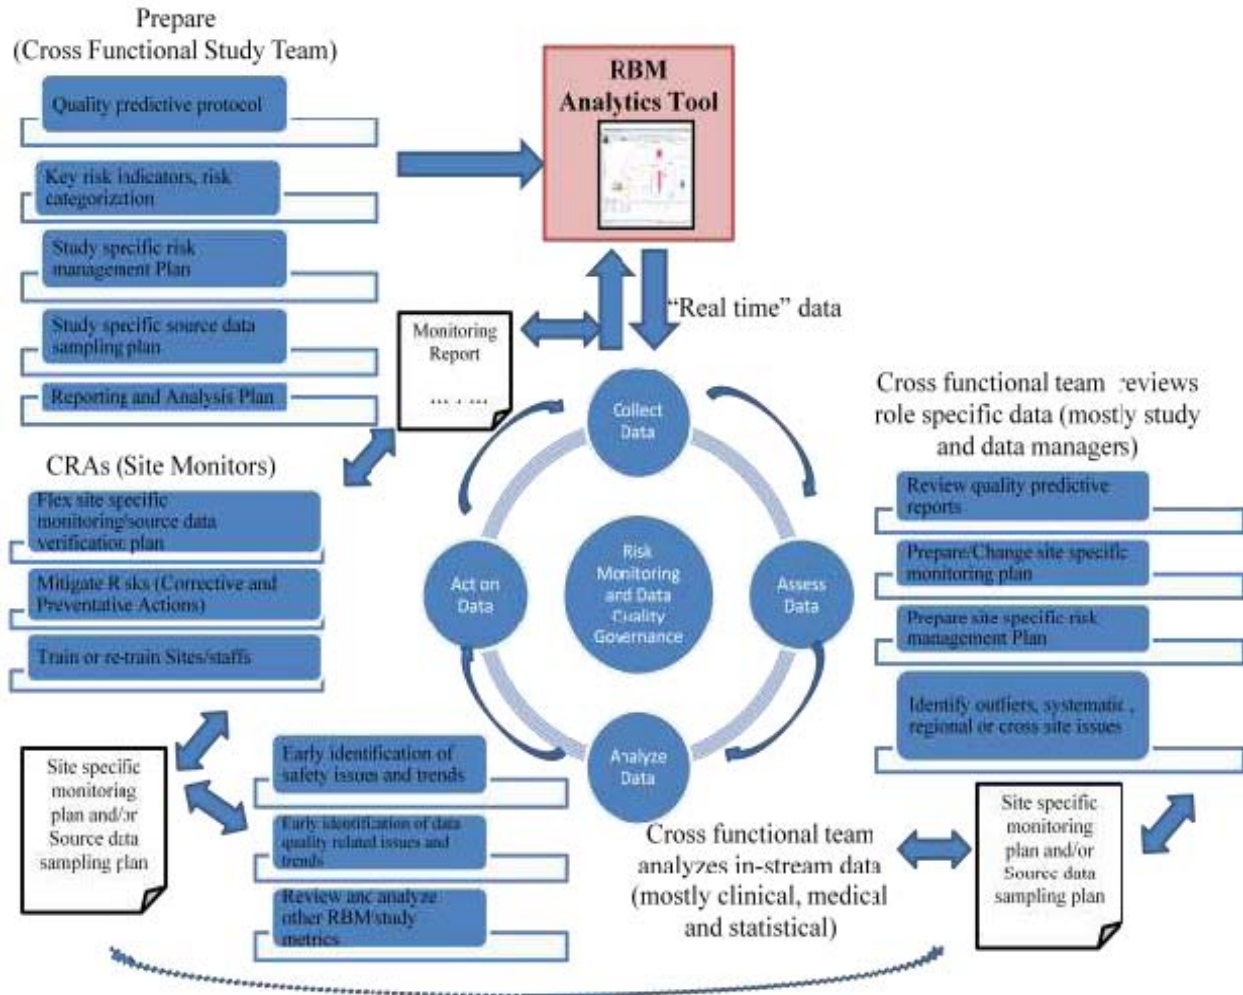 Prepare
(Cross Functional Study Team)
Quality predictive protocol
Key risk indicators, risk
categorization
Study specific risk
management Plan
Study specific source data
sampling plan
Reporting and Analysis Plan
RBM
Analytics Tool
"Real time" data
Monitoring
Report
... . ...
CRAs (Site Monitors)
Flex site specific
monitoring/source data
verification plan
Mitigate Risks (Corrective and
Preventative Actions)
Train or re-train Sites/staffs
Collect
Data
Assess
Data
Analyze
Data
Act on
Data
Risk
Monitoring
and Data
Quality
Governance
Cross functional team reviews
role specific data (mostly study
and data managers)
Review quality predictive
reports
Prepare/Change site specific
monitoring plan
Prepare site specific risk
management Plan
Identify outliers, systematic ,
regional or cross site issues
Site specific
monitoring
plan and/or
Source data
sampling plan
Early identification of
safety issues and trends
Early identification of data
quality related issues and
trends
Review and analyze
other RBM/study
metrics
Cross functional team
analyzes in-stream data
(mostly clinical, medical
and statistical)
Site specific
monitoring
plan and/or
Source data
sampling plan